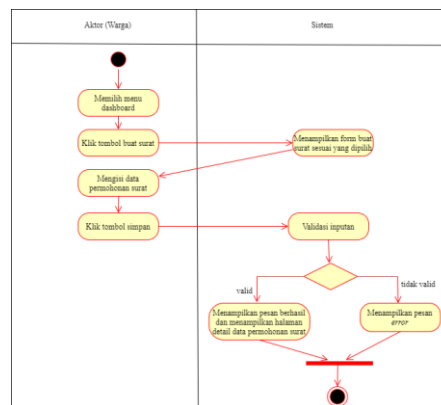 Aktor (Warga)
Sistem
Memilih menu
dashboard
Klik tombol buat surat
Menampilkan form buat
surat sesuai yang dipilih
Mengisi data
permohonan surat
Klik tombol simpan
Validasi inputan
valid
tidak valid
Menampilkan pesan berhasil
dan menampilkan halaman
detail data permohonan surat
Menampilkan pesan
error